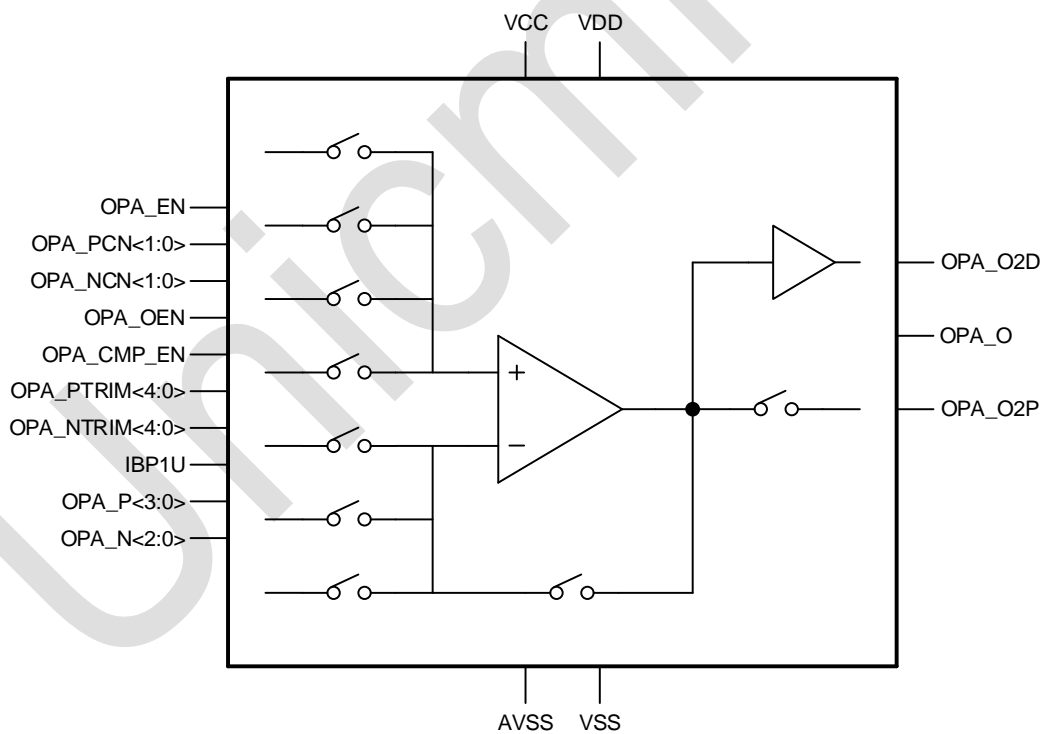 VCC VDD
OPA_EN
OPA_PCN<1:0>
OPA_NCN<1:0>
OPA_OEN
OPA_CMP_EN
OPA_PTRIM<4:0>
OPA_NTRIM<4:0>
IBP1U
OPA_P<3:0>
OPA_N<2:0>
+
−
OPA_O2D
OPA_O
OPA_O2P
AVSS VSS
Unicmi